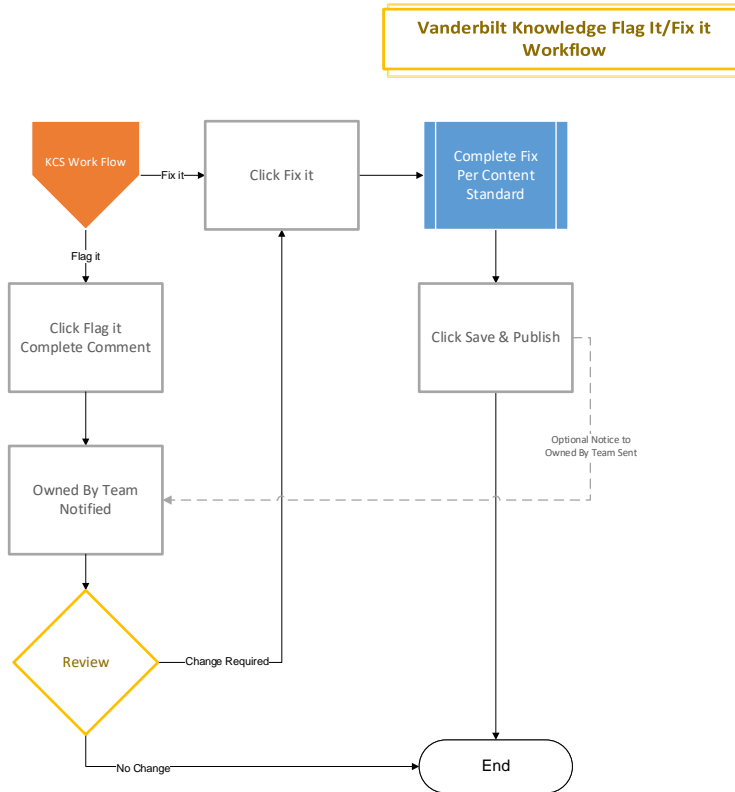 Vanderbilt Knowledge Flag It/Fix it
Workflow
KCS Work Flow
Fix it
Click Fix it
Complete Fix
Per Content
Standard
Flag it
Click Flag it
Complete Comment
Click Save & Publish
Optional Notice to
Owned By Team Sent
Owned By Team
Notified
Review
Change Required
No Change
End